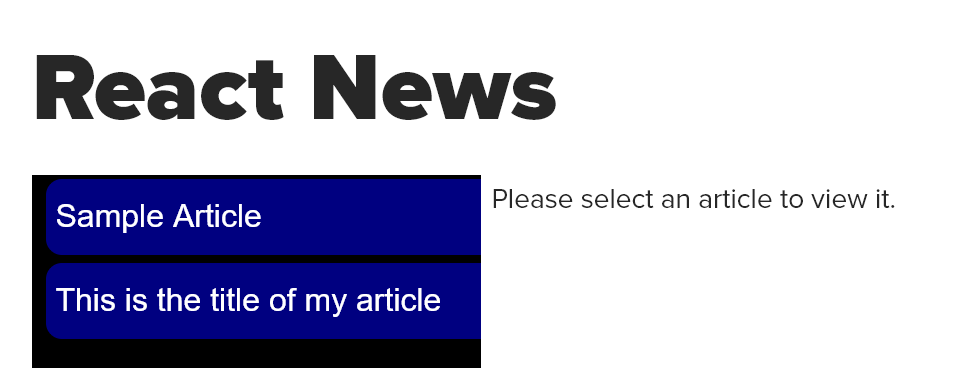 React News
Sample Article
Please select an article to view it.
This is the title of my article